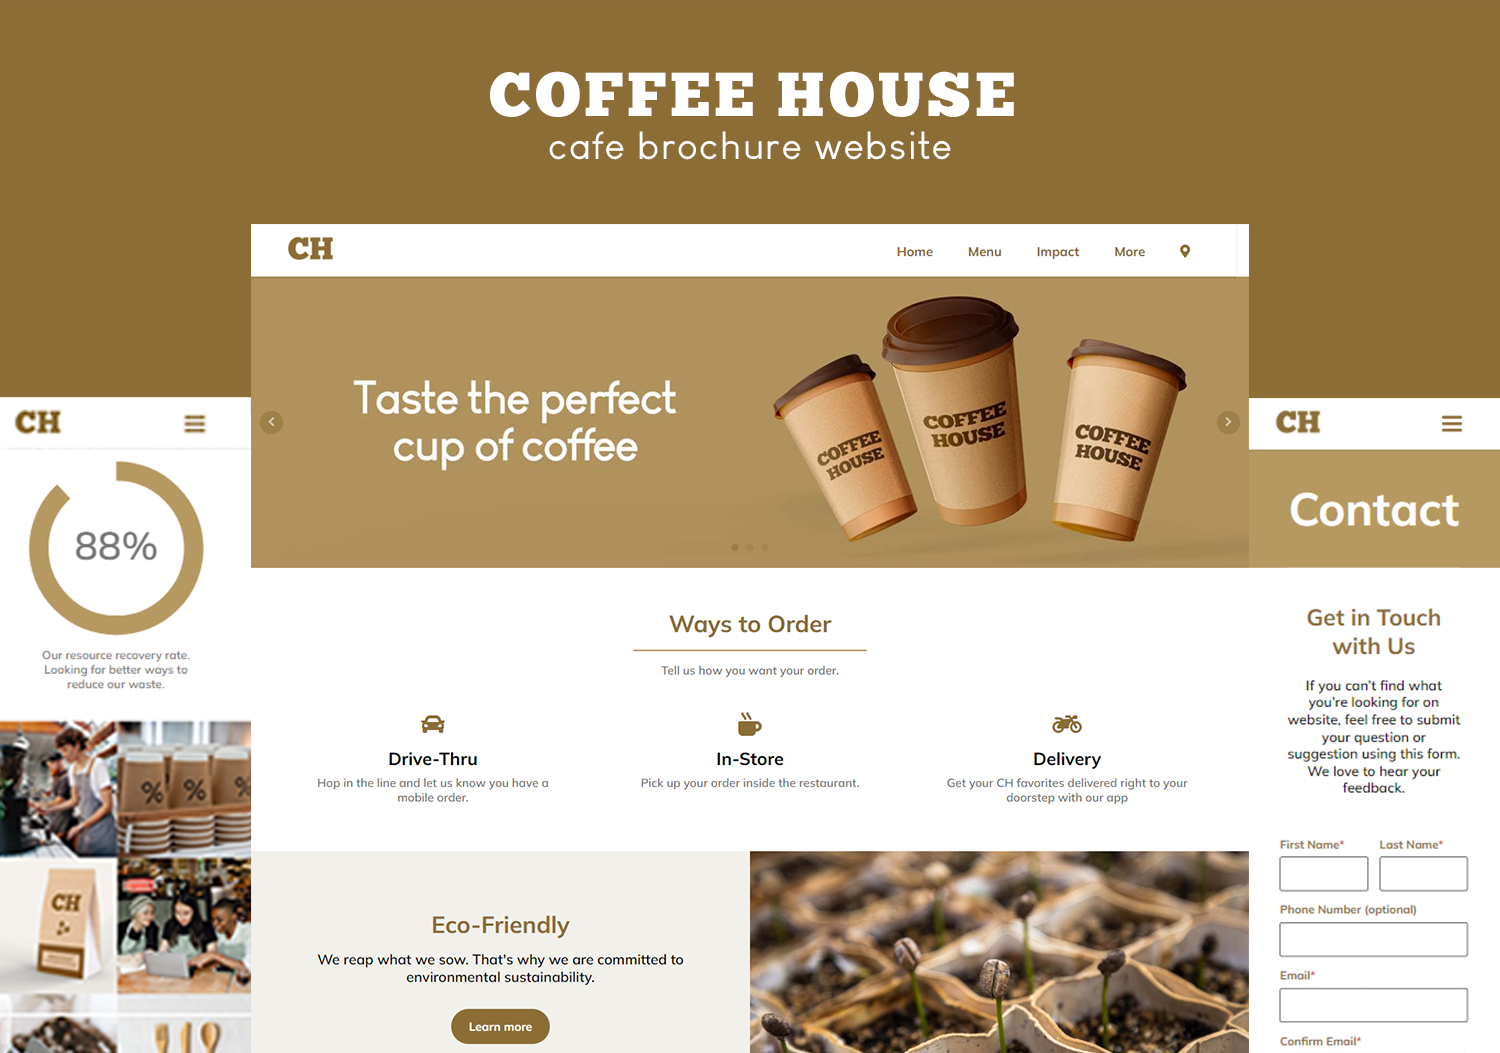 COFFEE HOUSE
cafe brochure website
CH
Home
Menu
Impact
More
Taste the perfect
cup of coffee
COFFEE
HOUSE
COFFEE
HOUSE
COFFEE
HOUSE
Ways to Order
Tell us how you want your order.
Drive-Thru
Hop in the line and let us know you have a
mobile order.
In-Store
Pick up your order inside the restaurant.
Delivery
Get your CH favorites delivered right to your
doorstep with our app
Eco-Friendly
We reap what we sow. That's why we are committed to
environmental sustainability.
Learn more
CH
88%
Our resource recovery rate.
Looking for better ways to
reduce our waste.
%
%
%
CH
CH
Contact
Get in Touch
with Us
If you can't find what
you're looking for on
website, feel free to submit
your question or
suggestion using this form.
We love to hear your
feedback.
First Name*
Last Name*
Phone Number (optional)
Email*
Confirm Email*